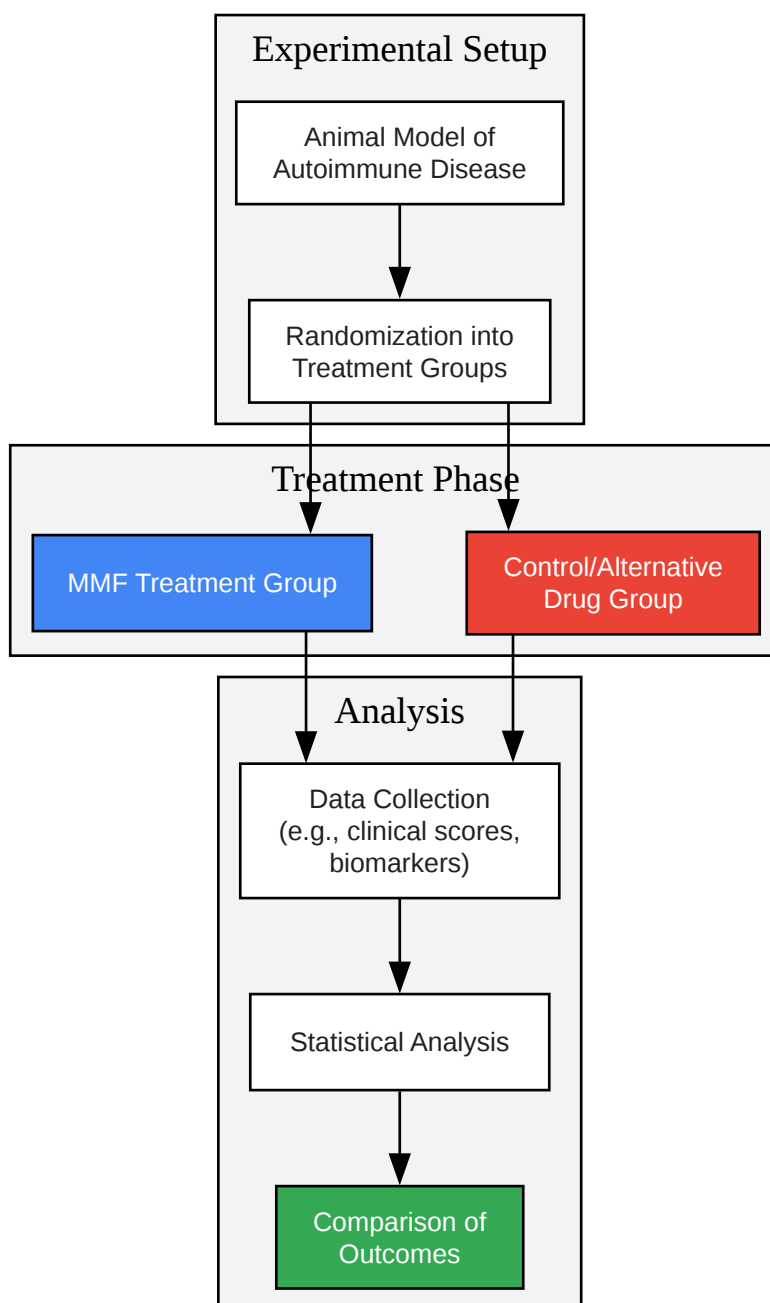 Experimental Setup
Animal Model of
Autoimmune Disease
Randomization into
Treatment Groups
Treatment Phase
MMF Treatment Group
Control/Alternative
Drug Group
Analysis
Data Collection
(e.g., clinical scores,
biomarkers)
Statistical Analysis
Comparison of
Outcomes